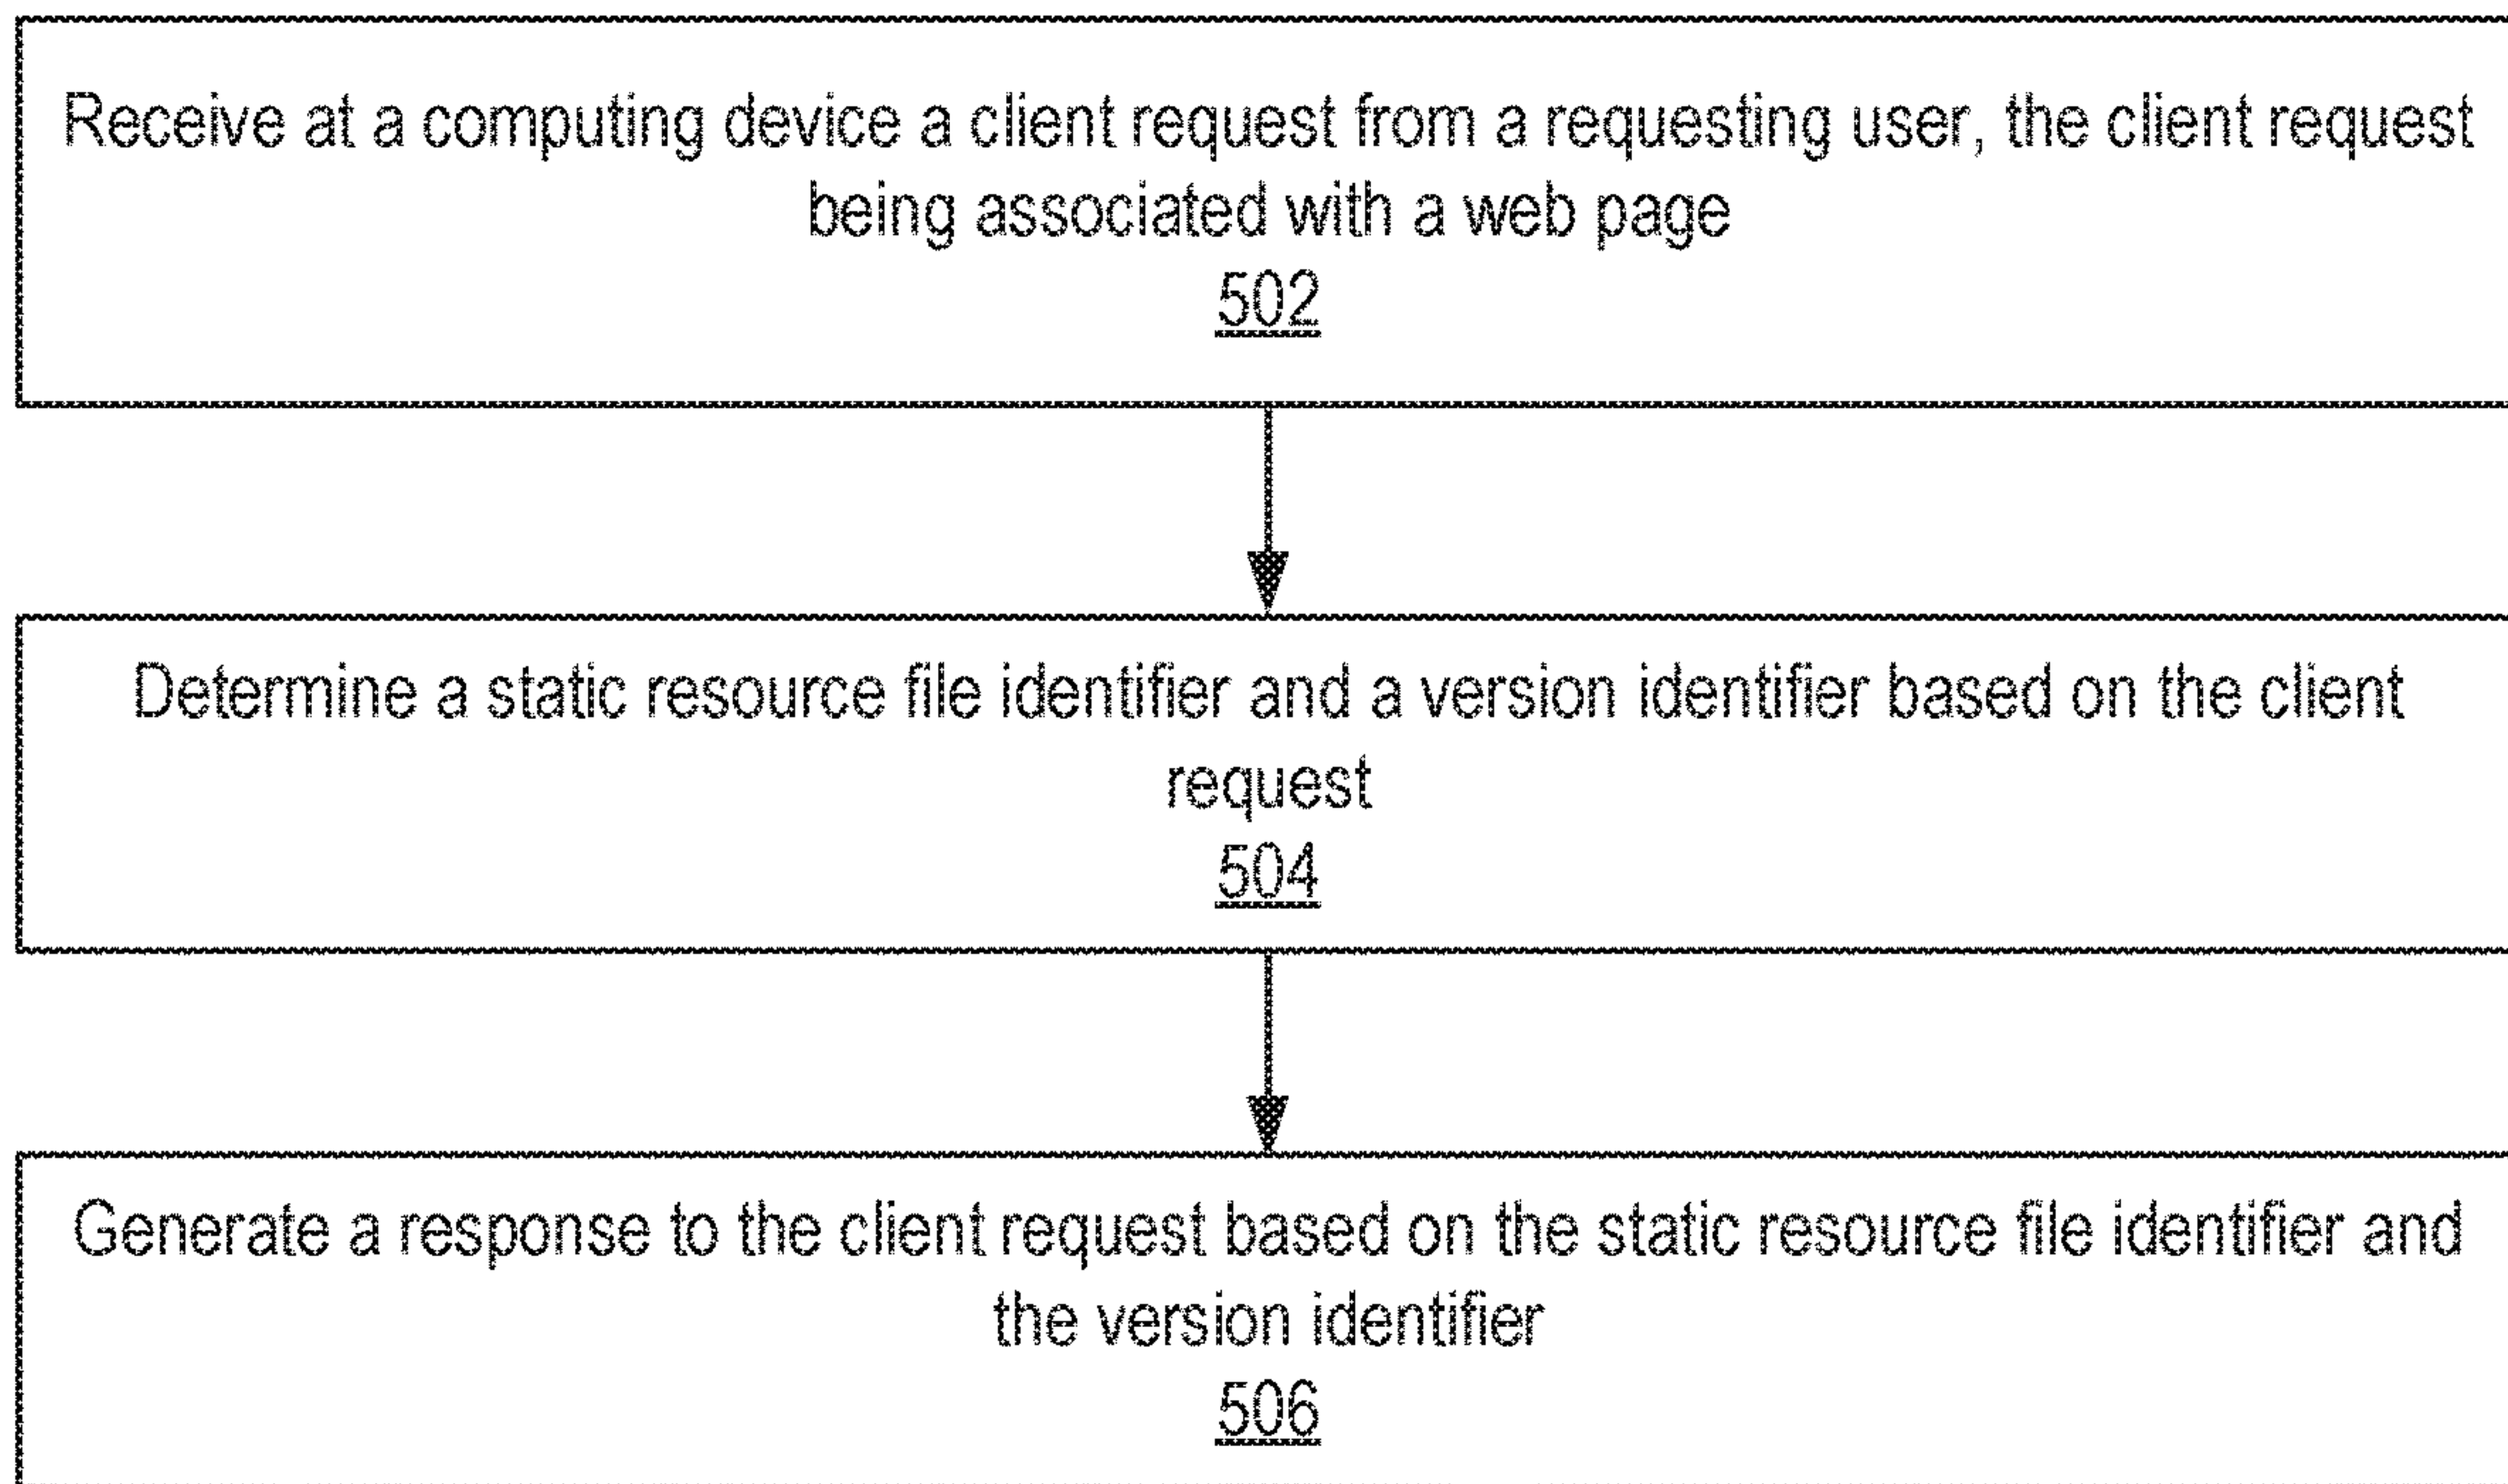 Receive at a computing device a client request from a requesting user, the client request
being associated with a web page
502
Determine a static resource file identifier and a version identifier based on the client
request
504
Generate a response to the client request based on the static resource file identifier and
the version identifier
506